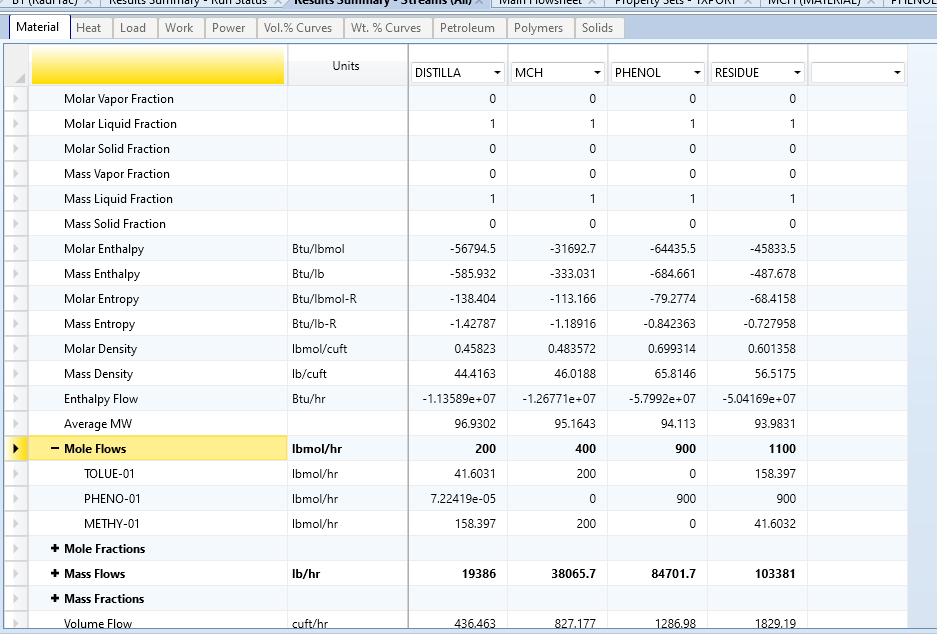 Results Summary - Run Status Results Summary - Streams (All) Main Flowsheet Property Sets - TXPORT MCH (MATERIAL) PHENOL
Material Heat Load Work Power Vol.% Curves Wt. % Curves Petroleum Polymers Solids
Units DISTILLA MCH PHENOL RESIDUE
Molar Vapor Fraction 0 0 0 0
Molar Liquid Fraction 1 1 1 1
Molar Solid Fraction 0 0 0 0
Mass Vapor Fraction 0 0 0 0
Mass Liquid Fraction 1 1 1 1
Mass Solid Fraction 0 0 0 0
Molar Enthalpy Btu/lbmol -56794.5 -31692.7 -64435.5 -45833.5
Mass Enthalpy Btu/lb -585.932 -333.031 -684.661 -487.678
Molar Entropy Btu/lbmol-R -138.404 -113.166 -79.2774 -68.4158
Mass Entropy Btu/lb-R -1.42787 -1.18916 -0.842363 -0.727958
Molar Density lbmol/cuft 0.45823 0.483572 0.699314 0.601358
Mass Density lb/cuft 44.4163 46.0188 65.8146 56.5175
Enthalpy Flow Btu/hr -1.13589e+07 -1.26771e+07 -5.7992e+07 -5.04169e+07
Average MW 96.9302 95.1643 94.113 93.9831
− Mole Flows lbmol/hr 200 400 900 1100
TOLUE-01 lbmol/hr 41.6031 200 0 158.397
PHENO-01 lbmol/hr 7.22419e-05 0 900 900
METHY-01 lbmol/hr 158.397 200 0 41.6032
+ Mole Fractions
+ Mass Flows lb/hr 19386 38065.7 84701.7 103381
+ Mass Fractions
Volume Flow cuft/hr 436.463 827.177 1286.98 1829.19